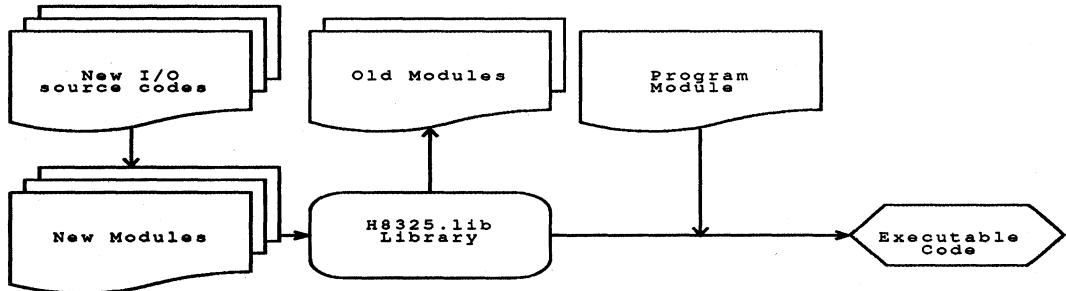 New I/O
source codes
Old Modules
Program
Module
New Modules
H8325.lib
Library
Executable
Code